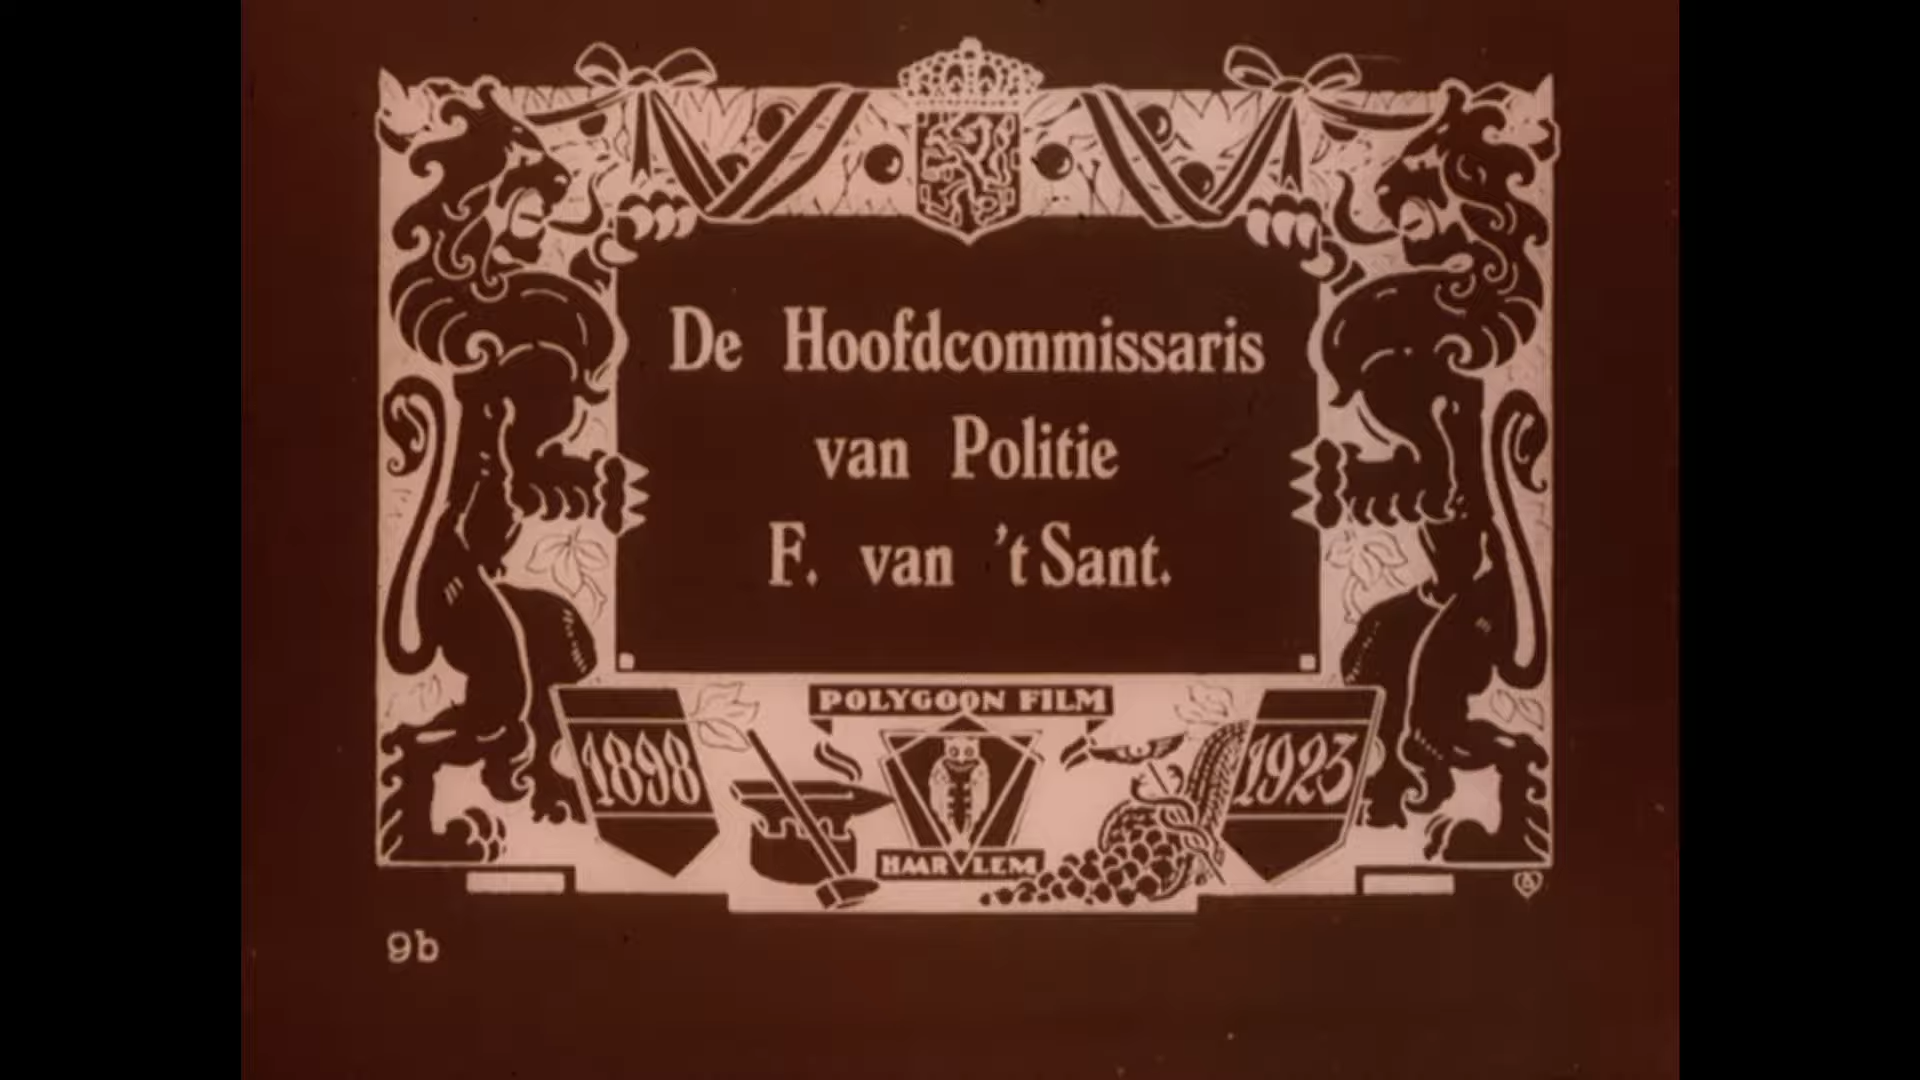 De Hoofdcommissaris
van Politie
F. van 't Sant.
POLYGOON FILM
1898
1923
HAARLEM
9b